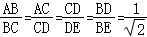 AB/BC = AC/CD = CD/DE = BD/BE = 1/√2